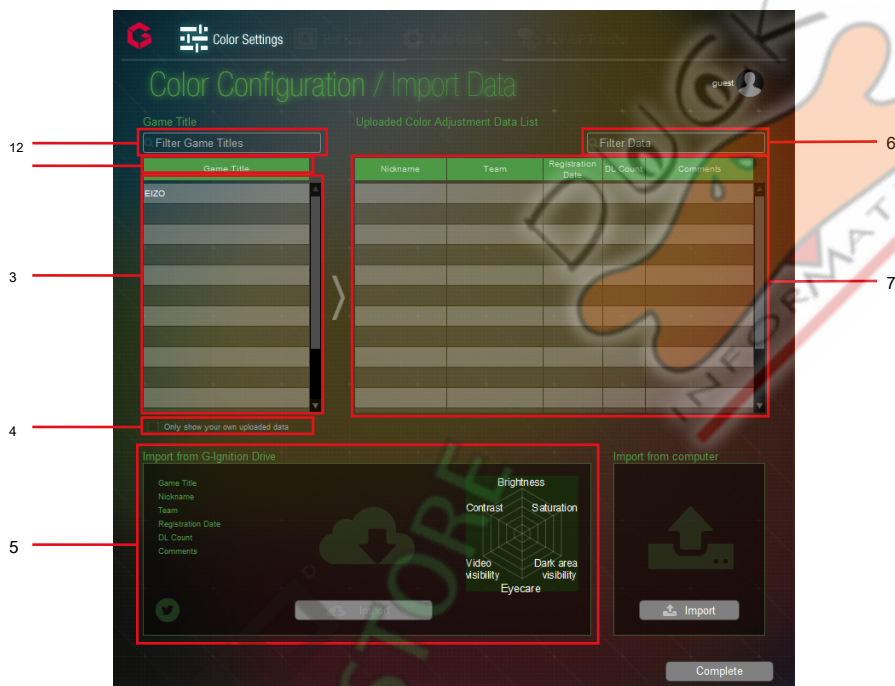 Color Settings
Color Configuration / Import Data
guest
Game Title
Uploaded Color Adjustment Data List
12
Filter Game Titles
Filter Data
6
Game Title
Nickname
Team
Registration Date
DL Count
Comments
EIZO
3
7
4
Only show your own uploaded data
Import from G-Ignition Drive
Import from computer
Game Title
Nickname
Team
Registration Date
DL Count
Comments
Brightness
Contrast
Saturation
5
Video visibility
Dark area visibility
Eyecare
Import
Import
Complete
DUCK
INFORMAT
STORE